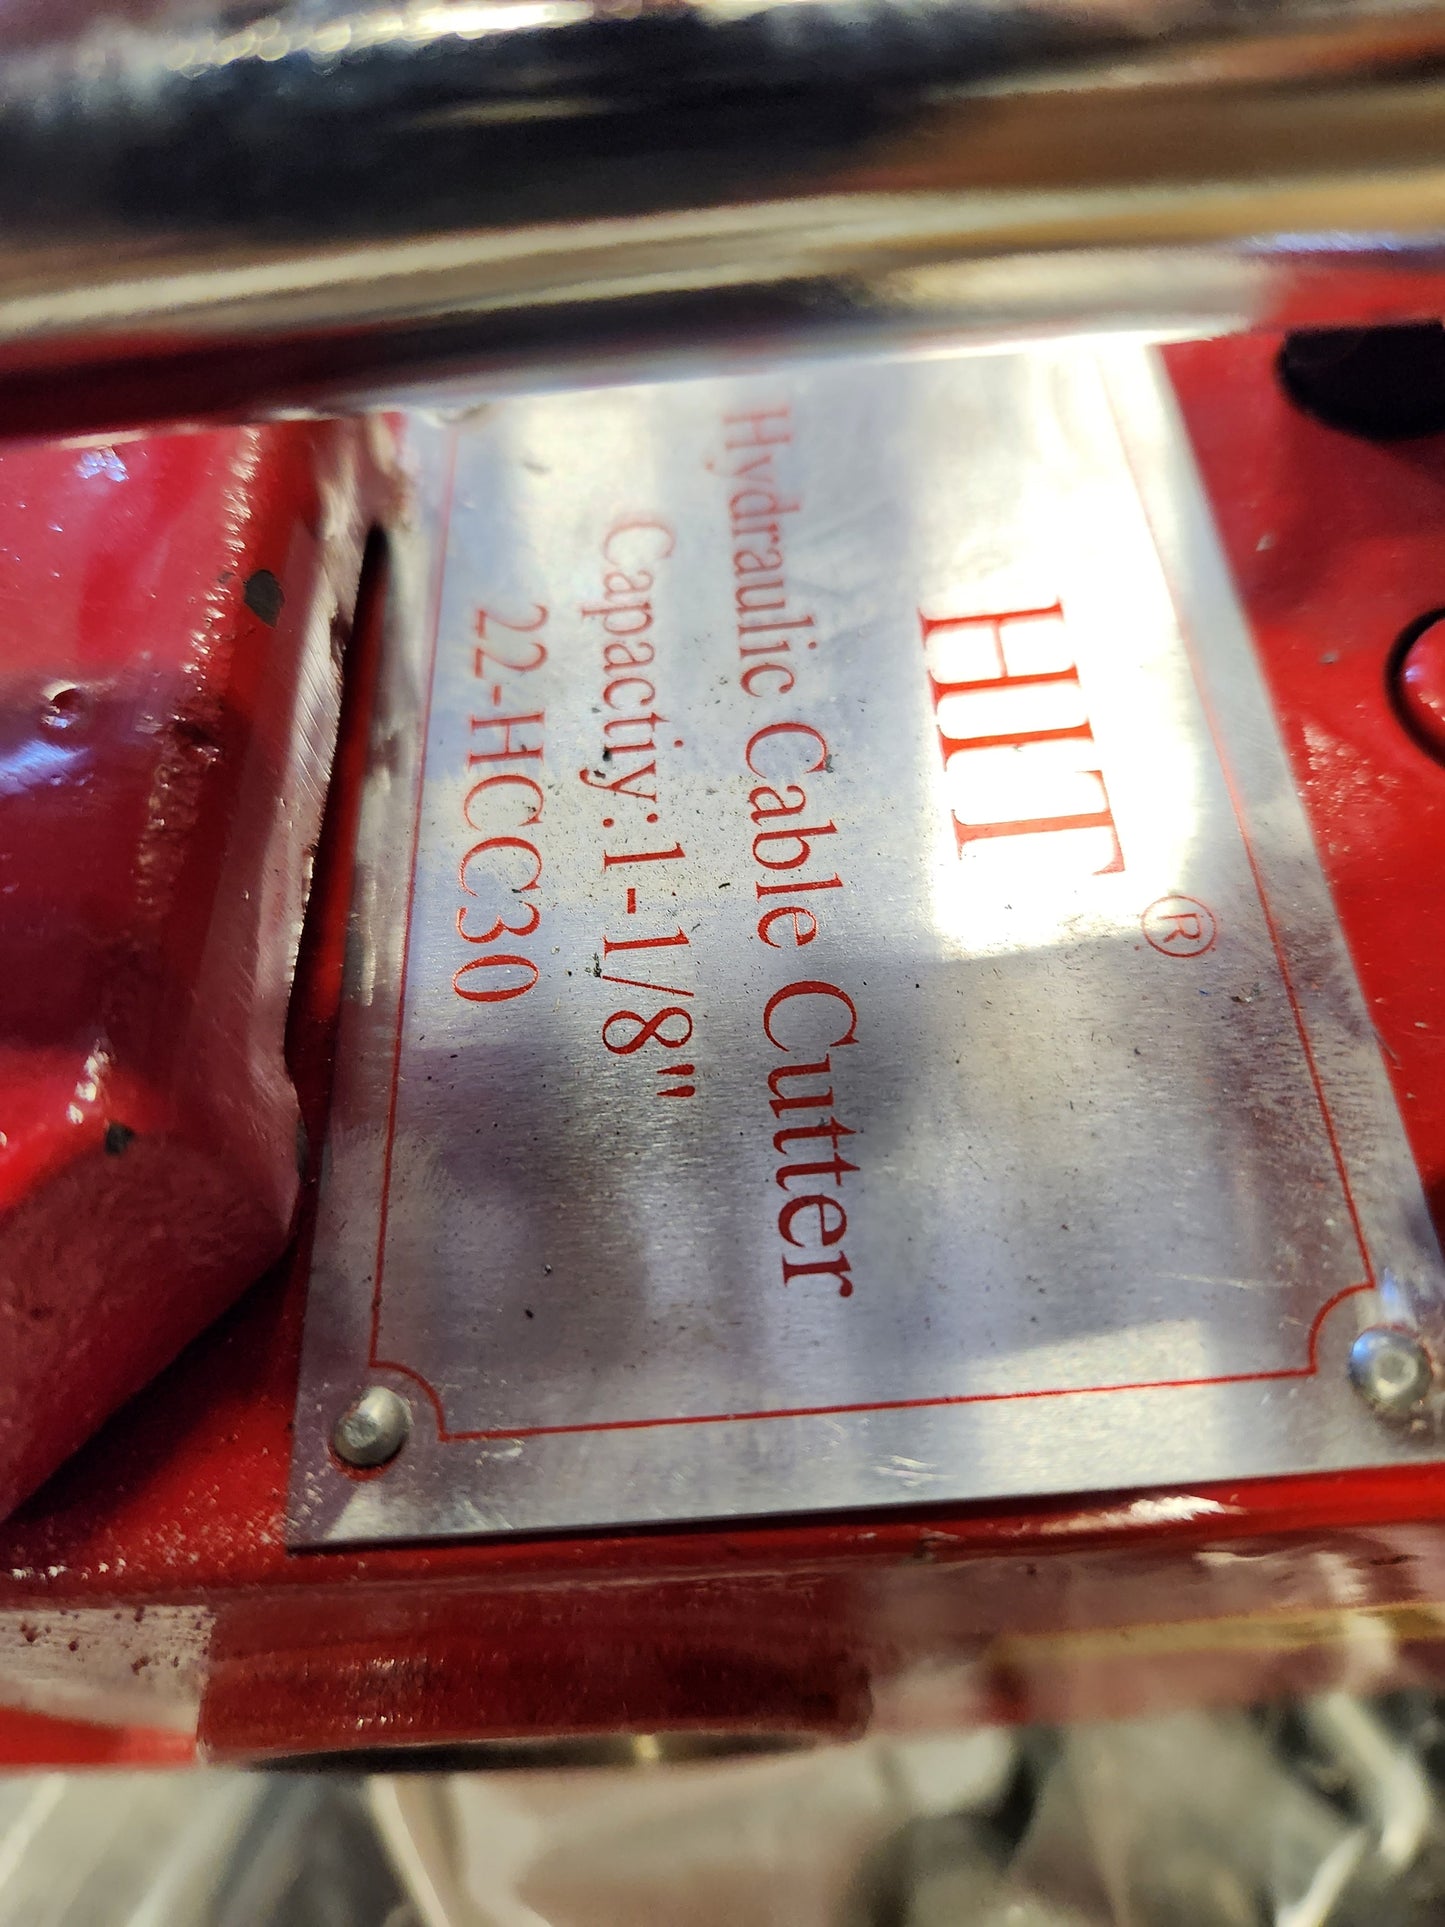 HIT®
Hydraulic Cable Cutter
Capactiy:1-1/8"
22-HCC30